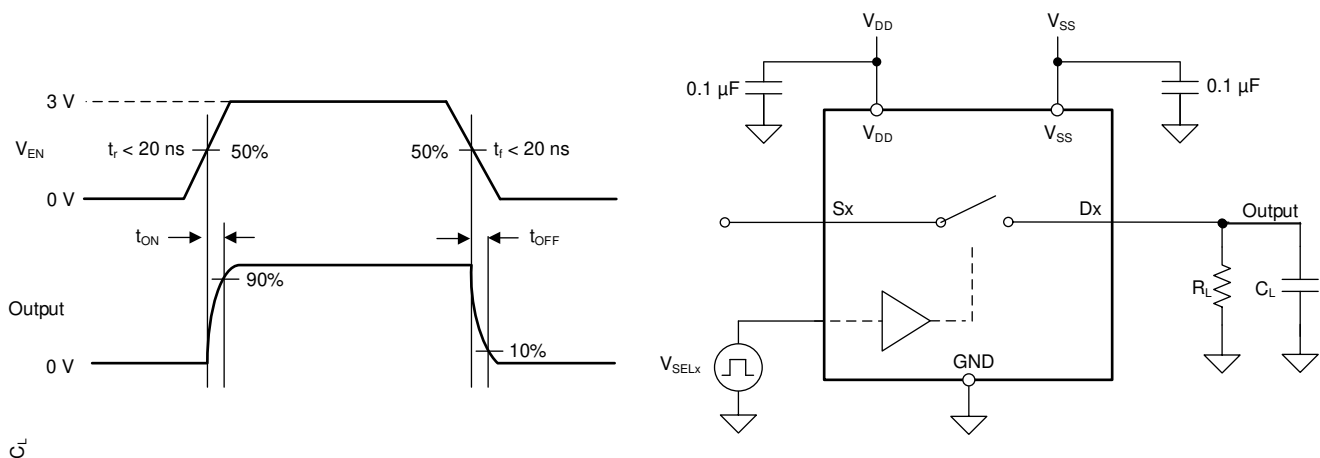 3 V
V_EN
t_r < 20 ns
50%
50%
t_f < 20 ns
0 V
t_ON
t_OFF
90%
Output
10%
0 V
C_L
V_DD
V_SS
0.1 µF
0.1 µF
V_DD
V_SS
Sx
Dx
Output
R_L
C_L
V_SELx
GND